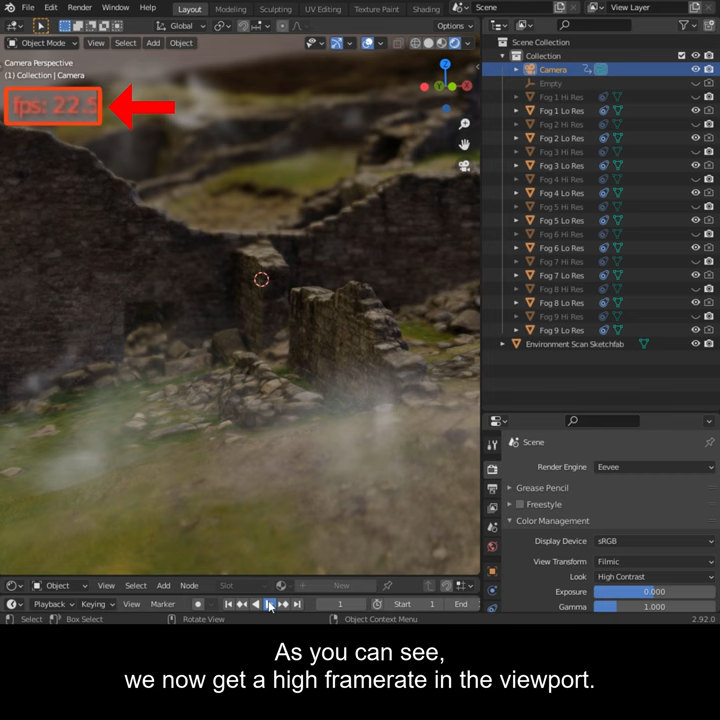 File Edit Render Window Help Layout Modeling Sculpting UV Editing Texture Paint Shading Scene View Layer
Global Options
Object Mode View Select Add Object
Camera Perspective
(1) Collection | Camera
fps: 22.5
Z
Y X
Scene Collection
Collection
Camera
Empty
Fog 1 Hi Res
Fog 1 Lo Res
Fog 2 Hi Res
Fog 2 Lo Res
Fog 3 Hi Res
Fog 3 Lo Res
Fog 4 Hi Res
Fog 4 Lo Res
Fog 5 Hi Res
Fog 5 Lo Res
Fog 6 Hi Res
Fog 6 Lo Res
Fog 7 Hi Res
Fog 7 Lo Res
Fog 8 Hi Res
Fog 8 Lo Res
Fog 9 Hi Res
Fog 9 Lo Res
Environment Scan Sketchfab
Scene
Render Engine Eevee
Grease Pencil
Freestyle
Color Management
Display Device sRGB
View Transform Filmic
Look High Contrast
Exposure 0.000
Gamma 1.000
Object View Select Add Node Slot New
Playback Keying View Marker 1 Start 1 End
Select Box Select Rotate View Object Context Menu 2.92.0
As you can see,
we now get a high framerate in the viewport.